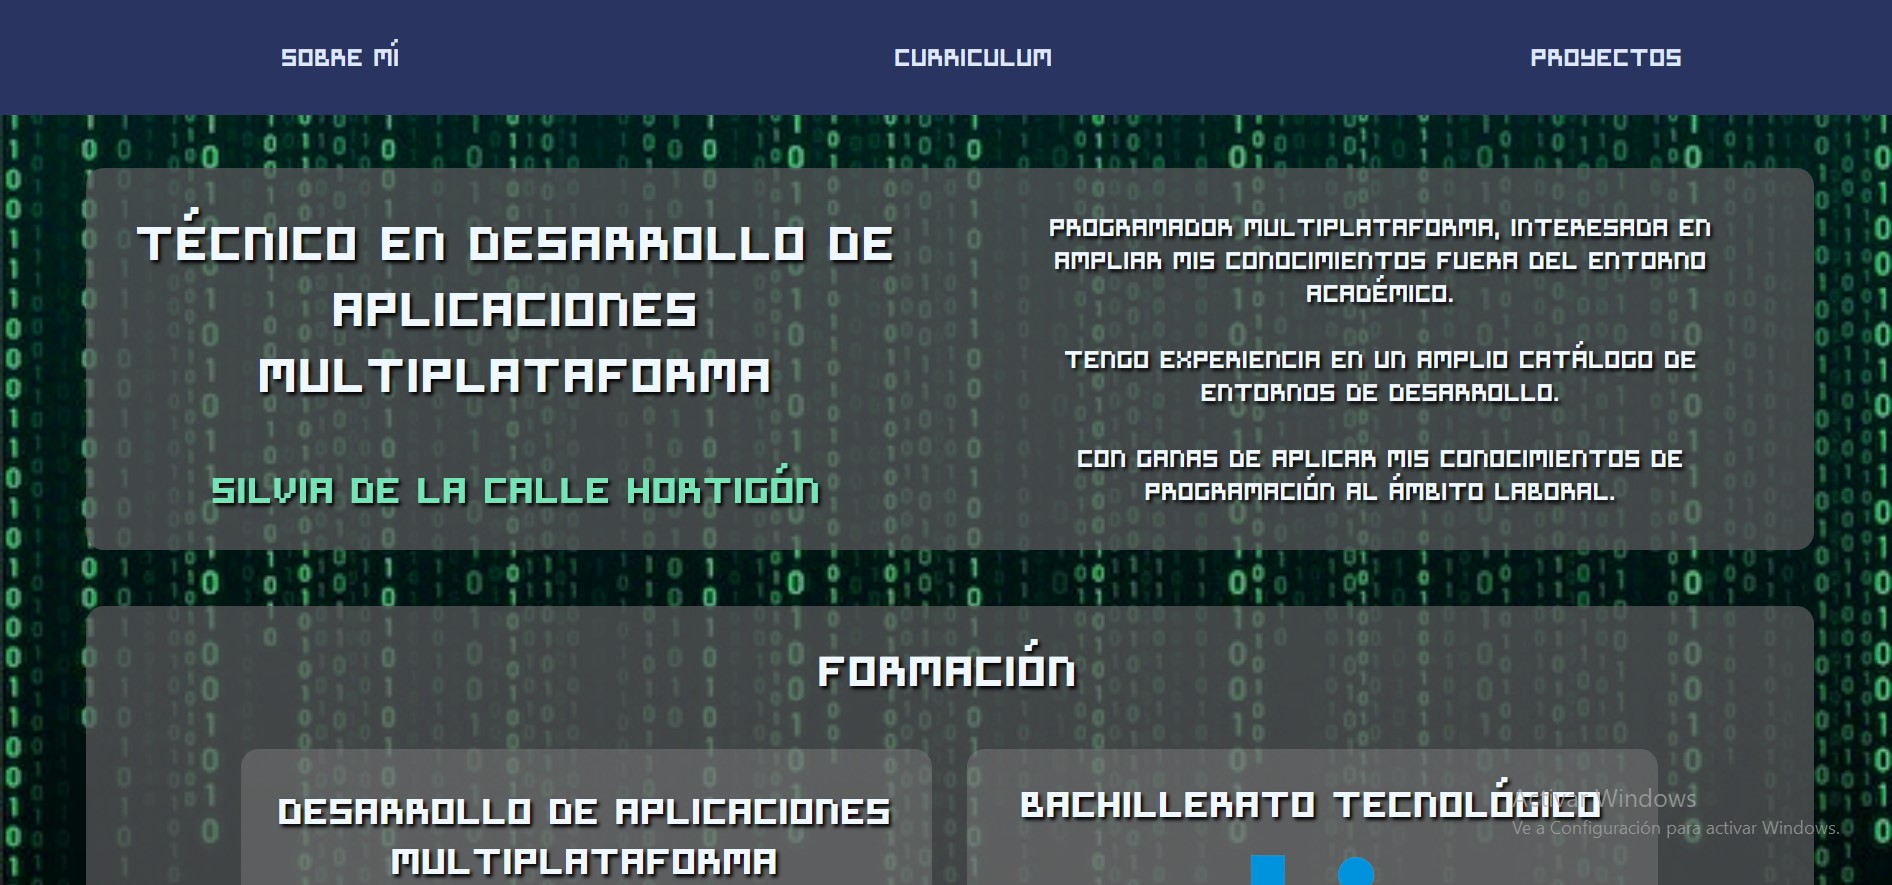 SOBRE MÍ
CURRICULUM
PROYECTOS
TÉCNICO EN DESARROLLO DE
APLICACIONES
MULTIPLATAFORMA
SILVIA DE LA CALLE HORTIGÓN
PROGRAMADOR MULTIPLATAFORMA, INTERESADA EN
AMPLIAR MIS CONOCIMIENTOS FUERA DEL ENTORNO
ACADÉMICO.
TENGO EXPERIENCIA EN UN AMPLIO CATÁLOGO DE
ENTORNOS DE DESARROLLO.
CON GANAS DE APLICAR MIS CONOCIMIENTOS DE
PROGRAMACIÓN AL ÁMBITO LABORAL.
FORMACIÓN
DESARROLLO DE APLICACIONES
MULTIPLATAFORMA
BACHILLERATO TECNOLÓGICO
Activar Windows
Ve a Configuración para activar Windows.